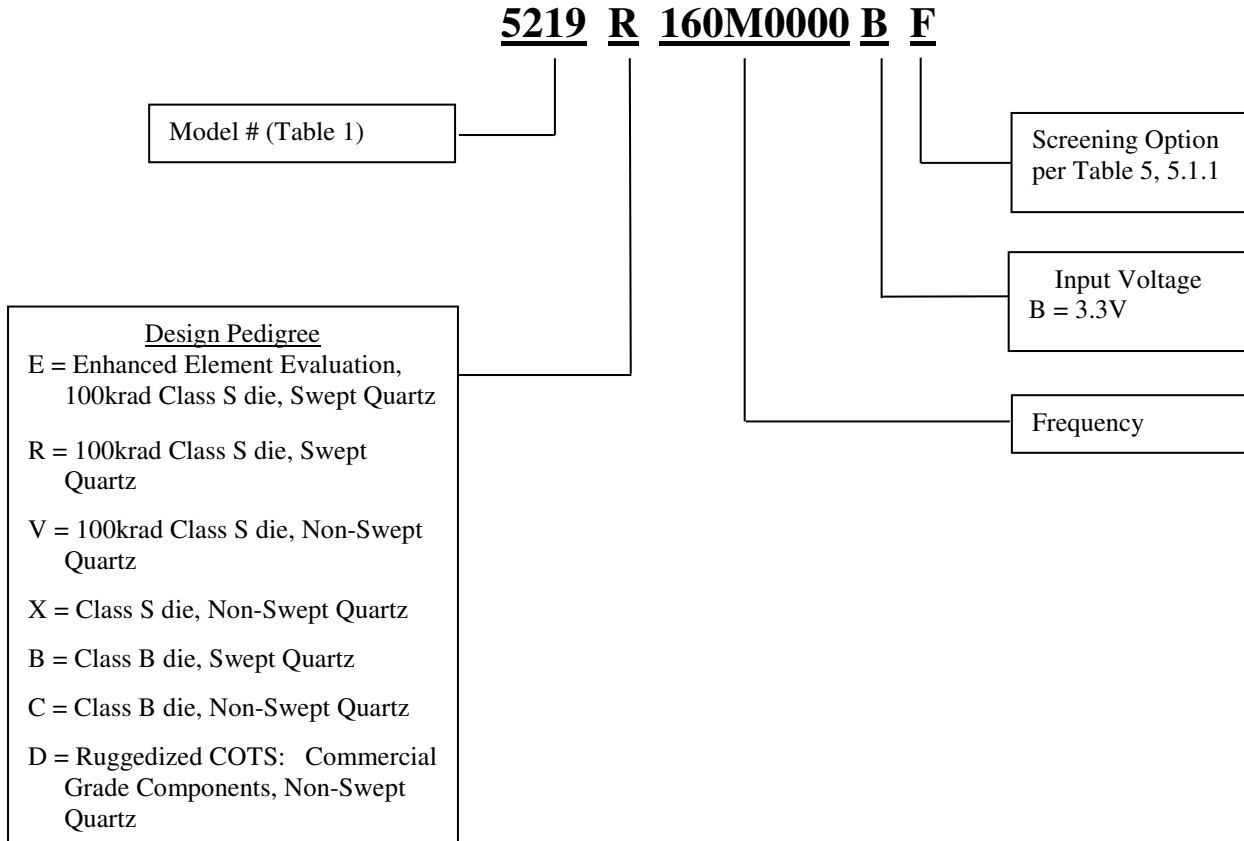 5219 R 160M0000 B F
Model # (Table 1)
Screening Option
per Table 5, 5.1.1
Input Voltage
B = 3.3V
Frequency
Design Pedigree
E = Enhanced Element Evaluation,
100krad Class S die, Swept Quartz
R = 100krad Class S die, Swept
Quartz
V = 100krad Class S die, Non-Swept
Quartz
X = Class S die, Non-Swept Quartz
B = Class B die, Swept Quartz
C = Class B die, Non-Swept Quartz
D = Ruggedized COTS: Commercial
Grade Components, Non-Swept
Quartz